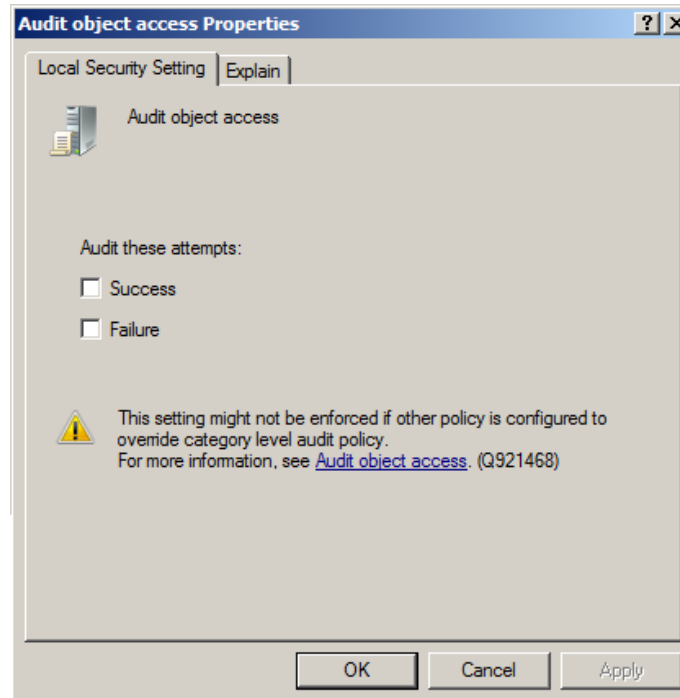 Audit object access Properties
Local Security Setting
Explain
Audit object access
Audit these attempts:
Success
Failure
This setting might not be enforced if other policy is configured to
override category level audit policy.
For more information, see Audit object access. (Q921468)
OK
Cancel
Apply